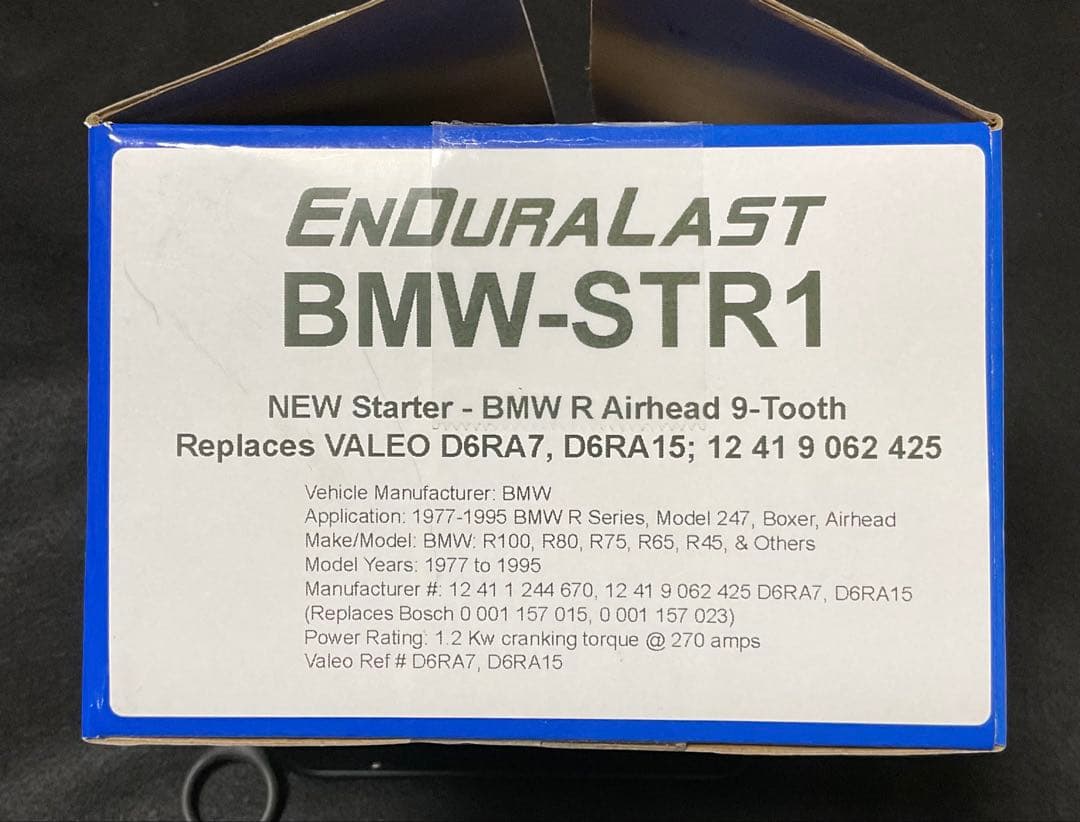 ENDURALAST
BMW-STR1
NEW Starter - BMW R Airhead 9-Tooth
Replaces VALEO D6RA7, D6RA15; 12 41 9 062 425
Vehicle Manufacturer: BMW
Application: 1977-1995 BMW R Series, Model 247, Boxer, Airhead
Make/Model: BMW: R100, R80, R75, R65, R45, & Others
Model Years: 1977 to 1995
Manufacturer #: 12 41 1 244 670, 12 41 9 062 425 D6RA7, D6RA15
(Replaces Bosch 0 001 157 015, 0 001 157 023)
Power Rating: 1.2 Kw cranking torque @ 270 amps
Valeo Ref # D6RA7, D6RA15